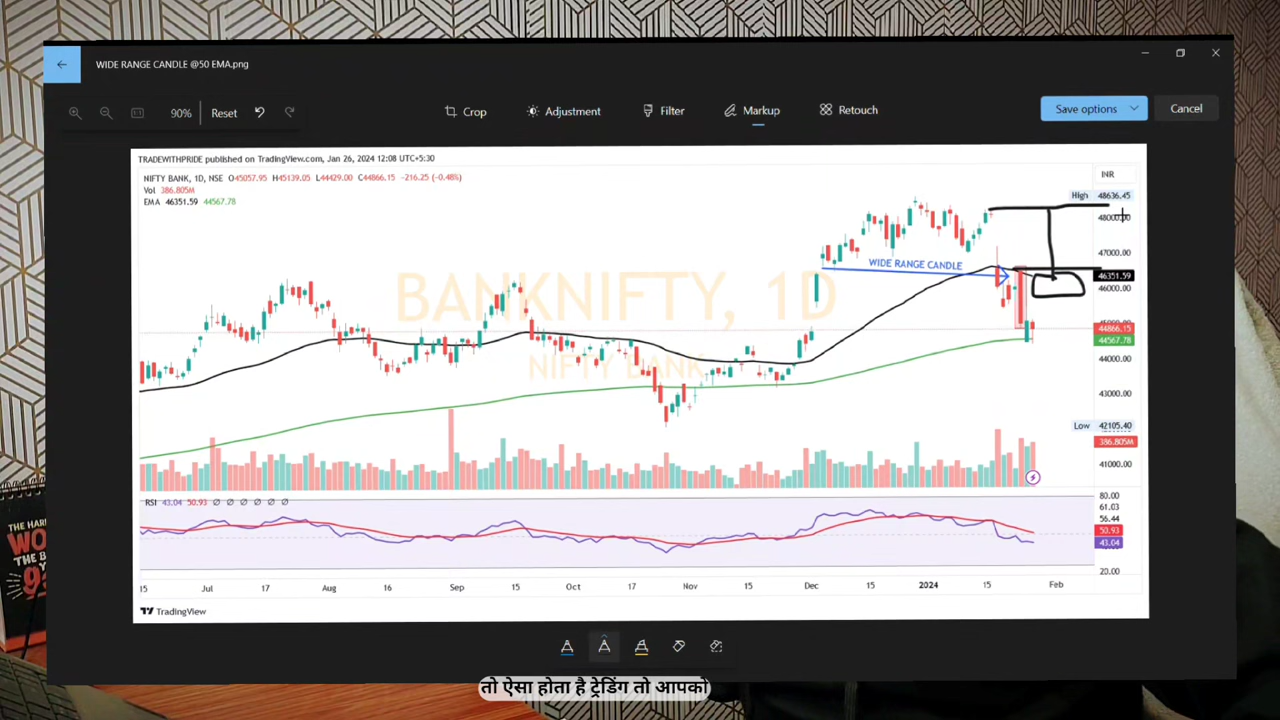 WIDE RANGE CANDLE @50 EMA.png
90% Reset Crop Adjustment Filter Markup Retouch Save options Cancel
TRADEWITHPRIDE published on TradingView.com, Jan 26, 2024 12:08 UTC+5:30
NIFTY BANK, 1D, NSE O45057.95 H45139.05 L44429.00 C44866.15 -216.25 (-0.48%)
Vol 386.805M
EMA 46351.59 44567.78
INR
High 48636.45
48000.00
47000.00
46351.59
46000.00
44866.15
44567.78
44000.00
43000.00
Low 42105.40
386.805M
41000.00
WIDE RANGE CANDLE
BANKNIFTY, 1D
NIFTY BANK
RSI 43.04 50.93 Ø Ø Ø Ø Ø Ø
80.00
61.03
56.44
50.93
43.04
20.00
15 Jul 17 Aug 16 Sep 15 Oct 17 Nov 15 Dec 15 2024 15 Feb
TradingView
THE HAR
WO
THE B
9
तो ऐसा होता है ट्रेडिंग तो आपको